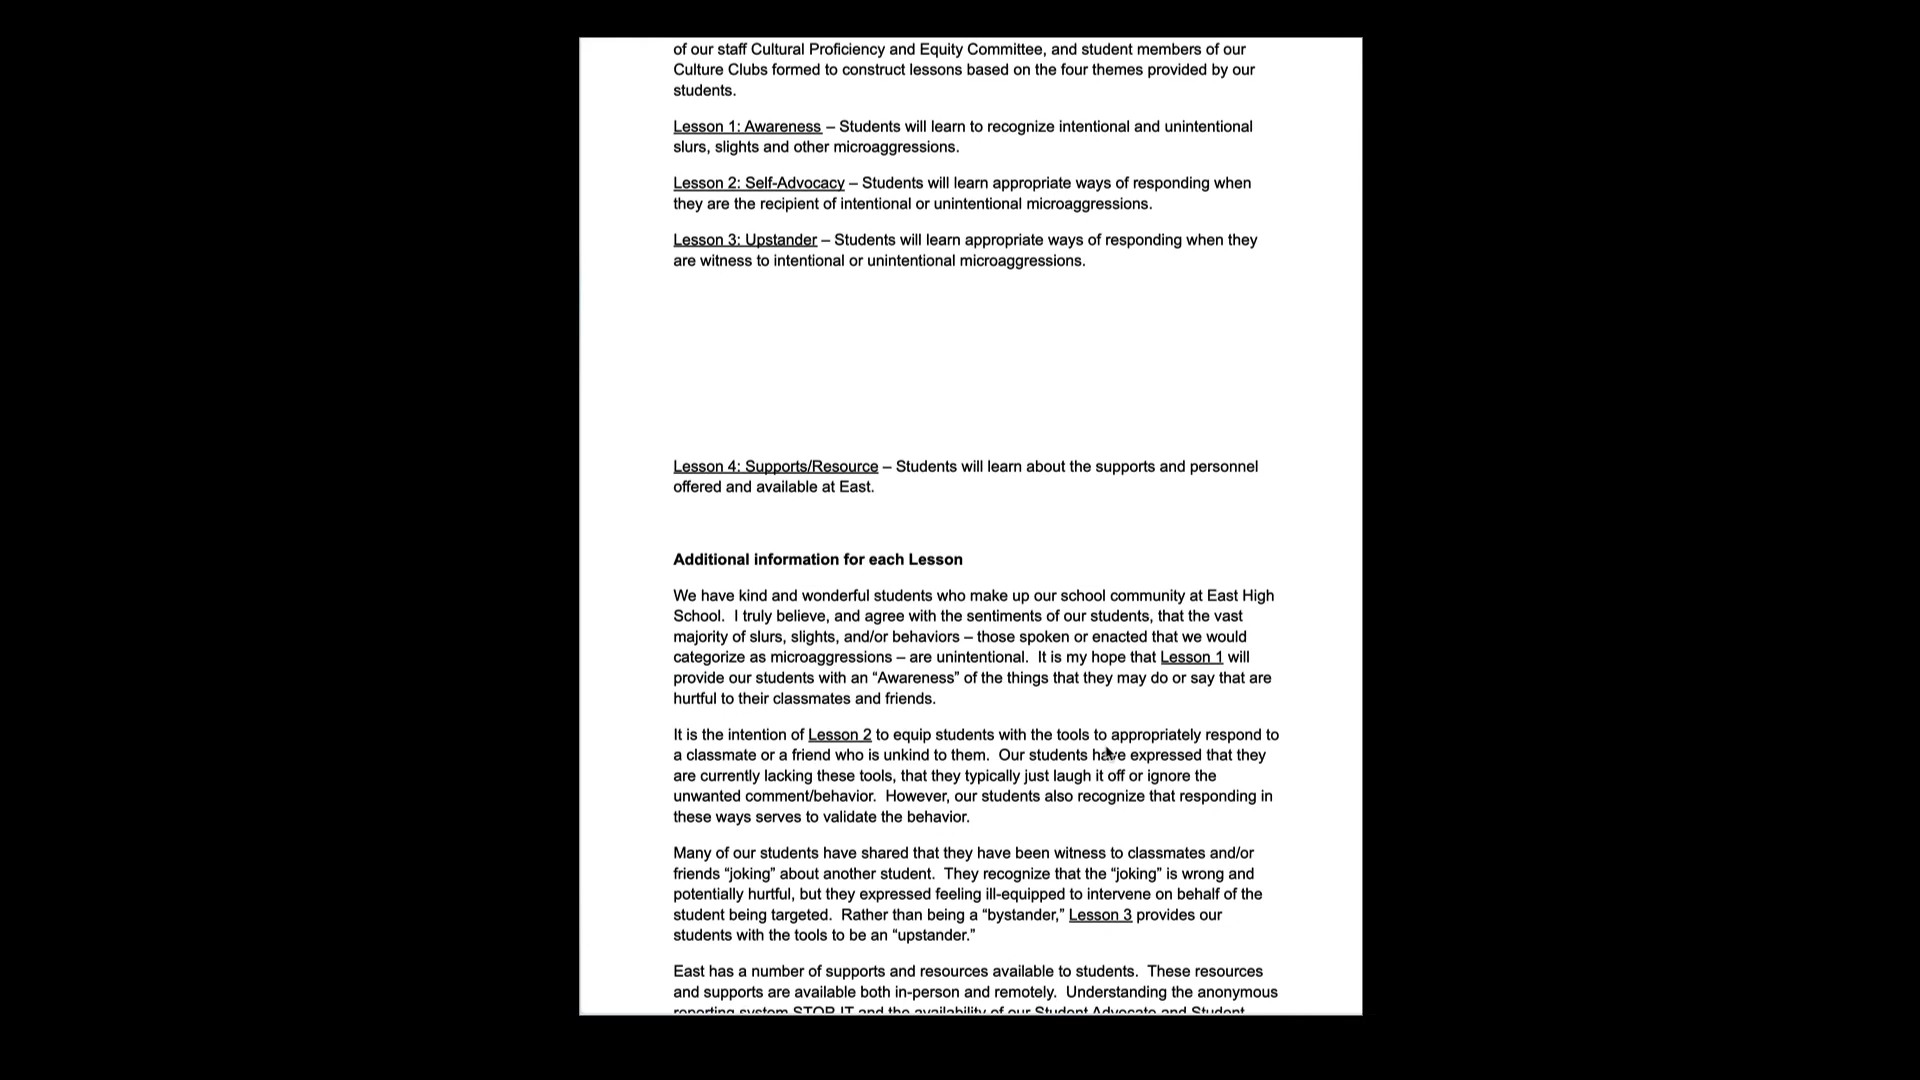 of our staff Cultural Proficiency and Equity Committee, and student members of our
Culture Clubs formed to construct lessons based on the four themes provided by our
students.
Lesson 1: Awareness – Students will learn to recognize intentional and unintentional
slurs, slights and other microaggressions.
Lesson 2: Self-Advocacy – Students will learn appropriate ways of responding when
they are the recipient of intentional or unintentional microaggressions.
Lesson 3: Upstander – Students will learn appropriate ways of responding when they
are witness to intentional or unintentional microaggressions.
Lesson 4: Supports/Resource – Students will learn about the supports and personnel
offered and available at East.
Additional information for each Lesson
We have kind and wonderful students who make up our school community at East High
School.  I truly believe, and agree with the sentiments of our students, that the vast
majority of slurs, slights, and/or behaviors – those spoken or enacted that we would
categorize as microaggressions – are unintentional.  It is my hope that Lesson 1 will
provide our students with an “Awareness” of the things that they may do or say that are
hurtful to their classmates and friends.
It is the intention of Lesson 2 to equip students with the tools to appropriately respond to
a classmate or a friend who is unkind to them.  Our students have expressed that they
are currently lacking these tools, that they typically just laugh it off or ignore the
unwanted comment/behavior.  However, our students also recognize that responding in
these ways serves to validate the behavior.
Many of our students have shared that they have been witness to classmates and/or
friends “joking” about another student.  They recognize that the “joking” is wrong and
potentially hurtful, but they expressed feeling ill-equipped to intervene on behalf of the
student being targeted.  Rather than being a “bystander,” Lesson 3 provides our
students with the tools to be an “upstander.”
East has a number of supports and resources available to students.  These resources
and supports are available both in-person and remotely.  Understanding the anonymous
reporting system STOP IT and the availability of our Student Advocate and Student